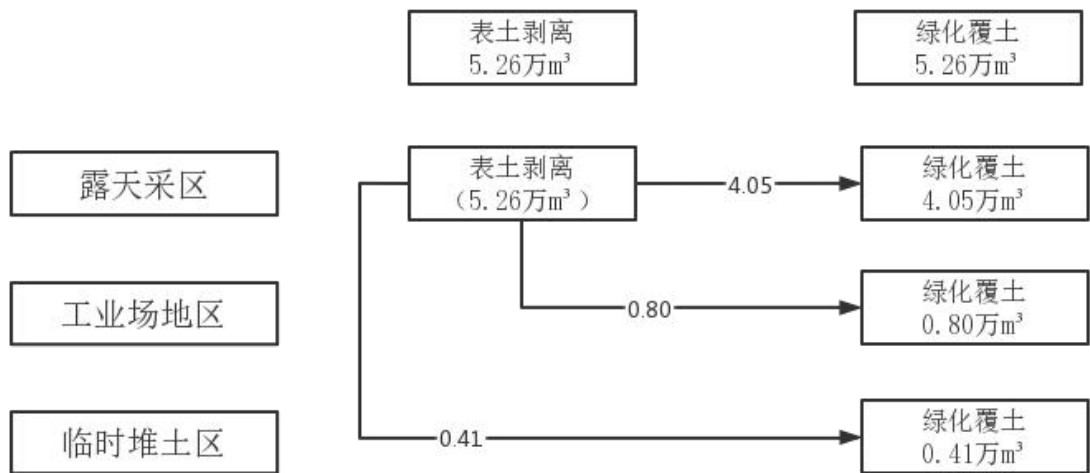 表土剥离
5.26万m³
绿化覆土
5.26万m³
露天采区
表土剥离
（5.26万m³）
4.05
绿化覆土
4.05万m³
工业场地区
0.80
绿化覆土
0.80万m³
临时堆土区
0.41
绿化覆土
0.41万m³